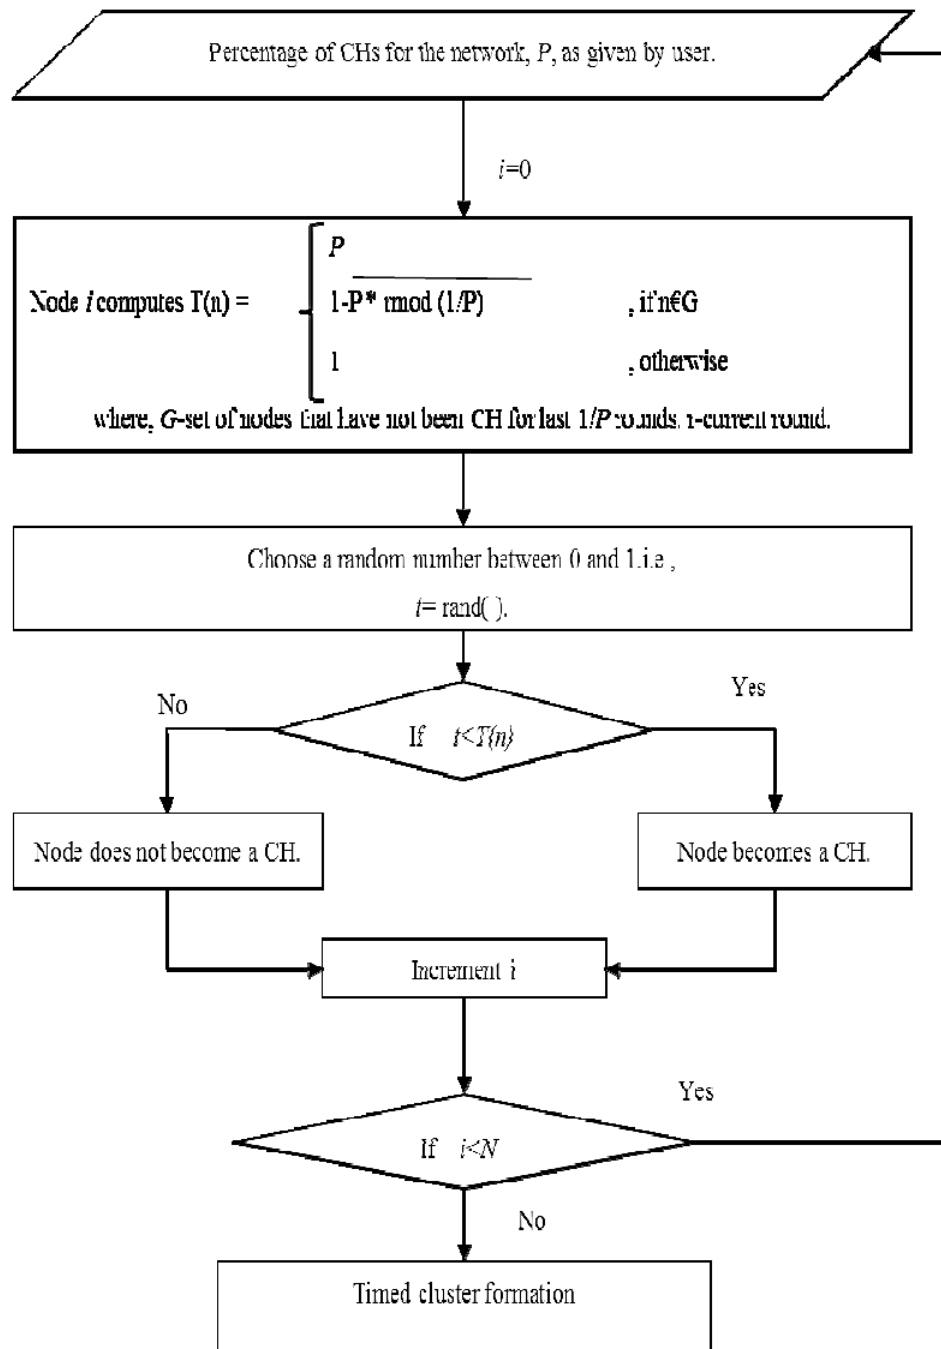 Percentage of CHs for the network, P, as given by user.
i=0
P
Node i computes T(n) =
1-P* rmod (1/P) , if n€G
1 , otherwise
where, G-set of nodes that have not been CH for last 1/P rounds. r-current round.
Choose a random number between 0 and 1.i.e ,
t= rand( ).
No
Yes
If t<T(n)
Node does not become a CH.
Node becomes a CH.
Increment i
Yes
If i<N
No
Timed cluster formation